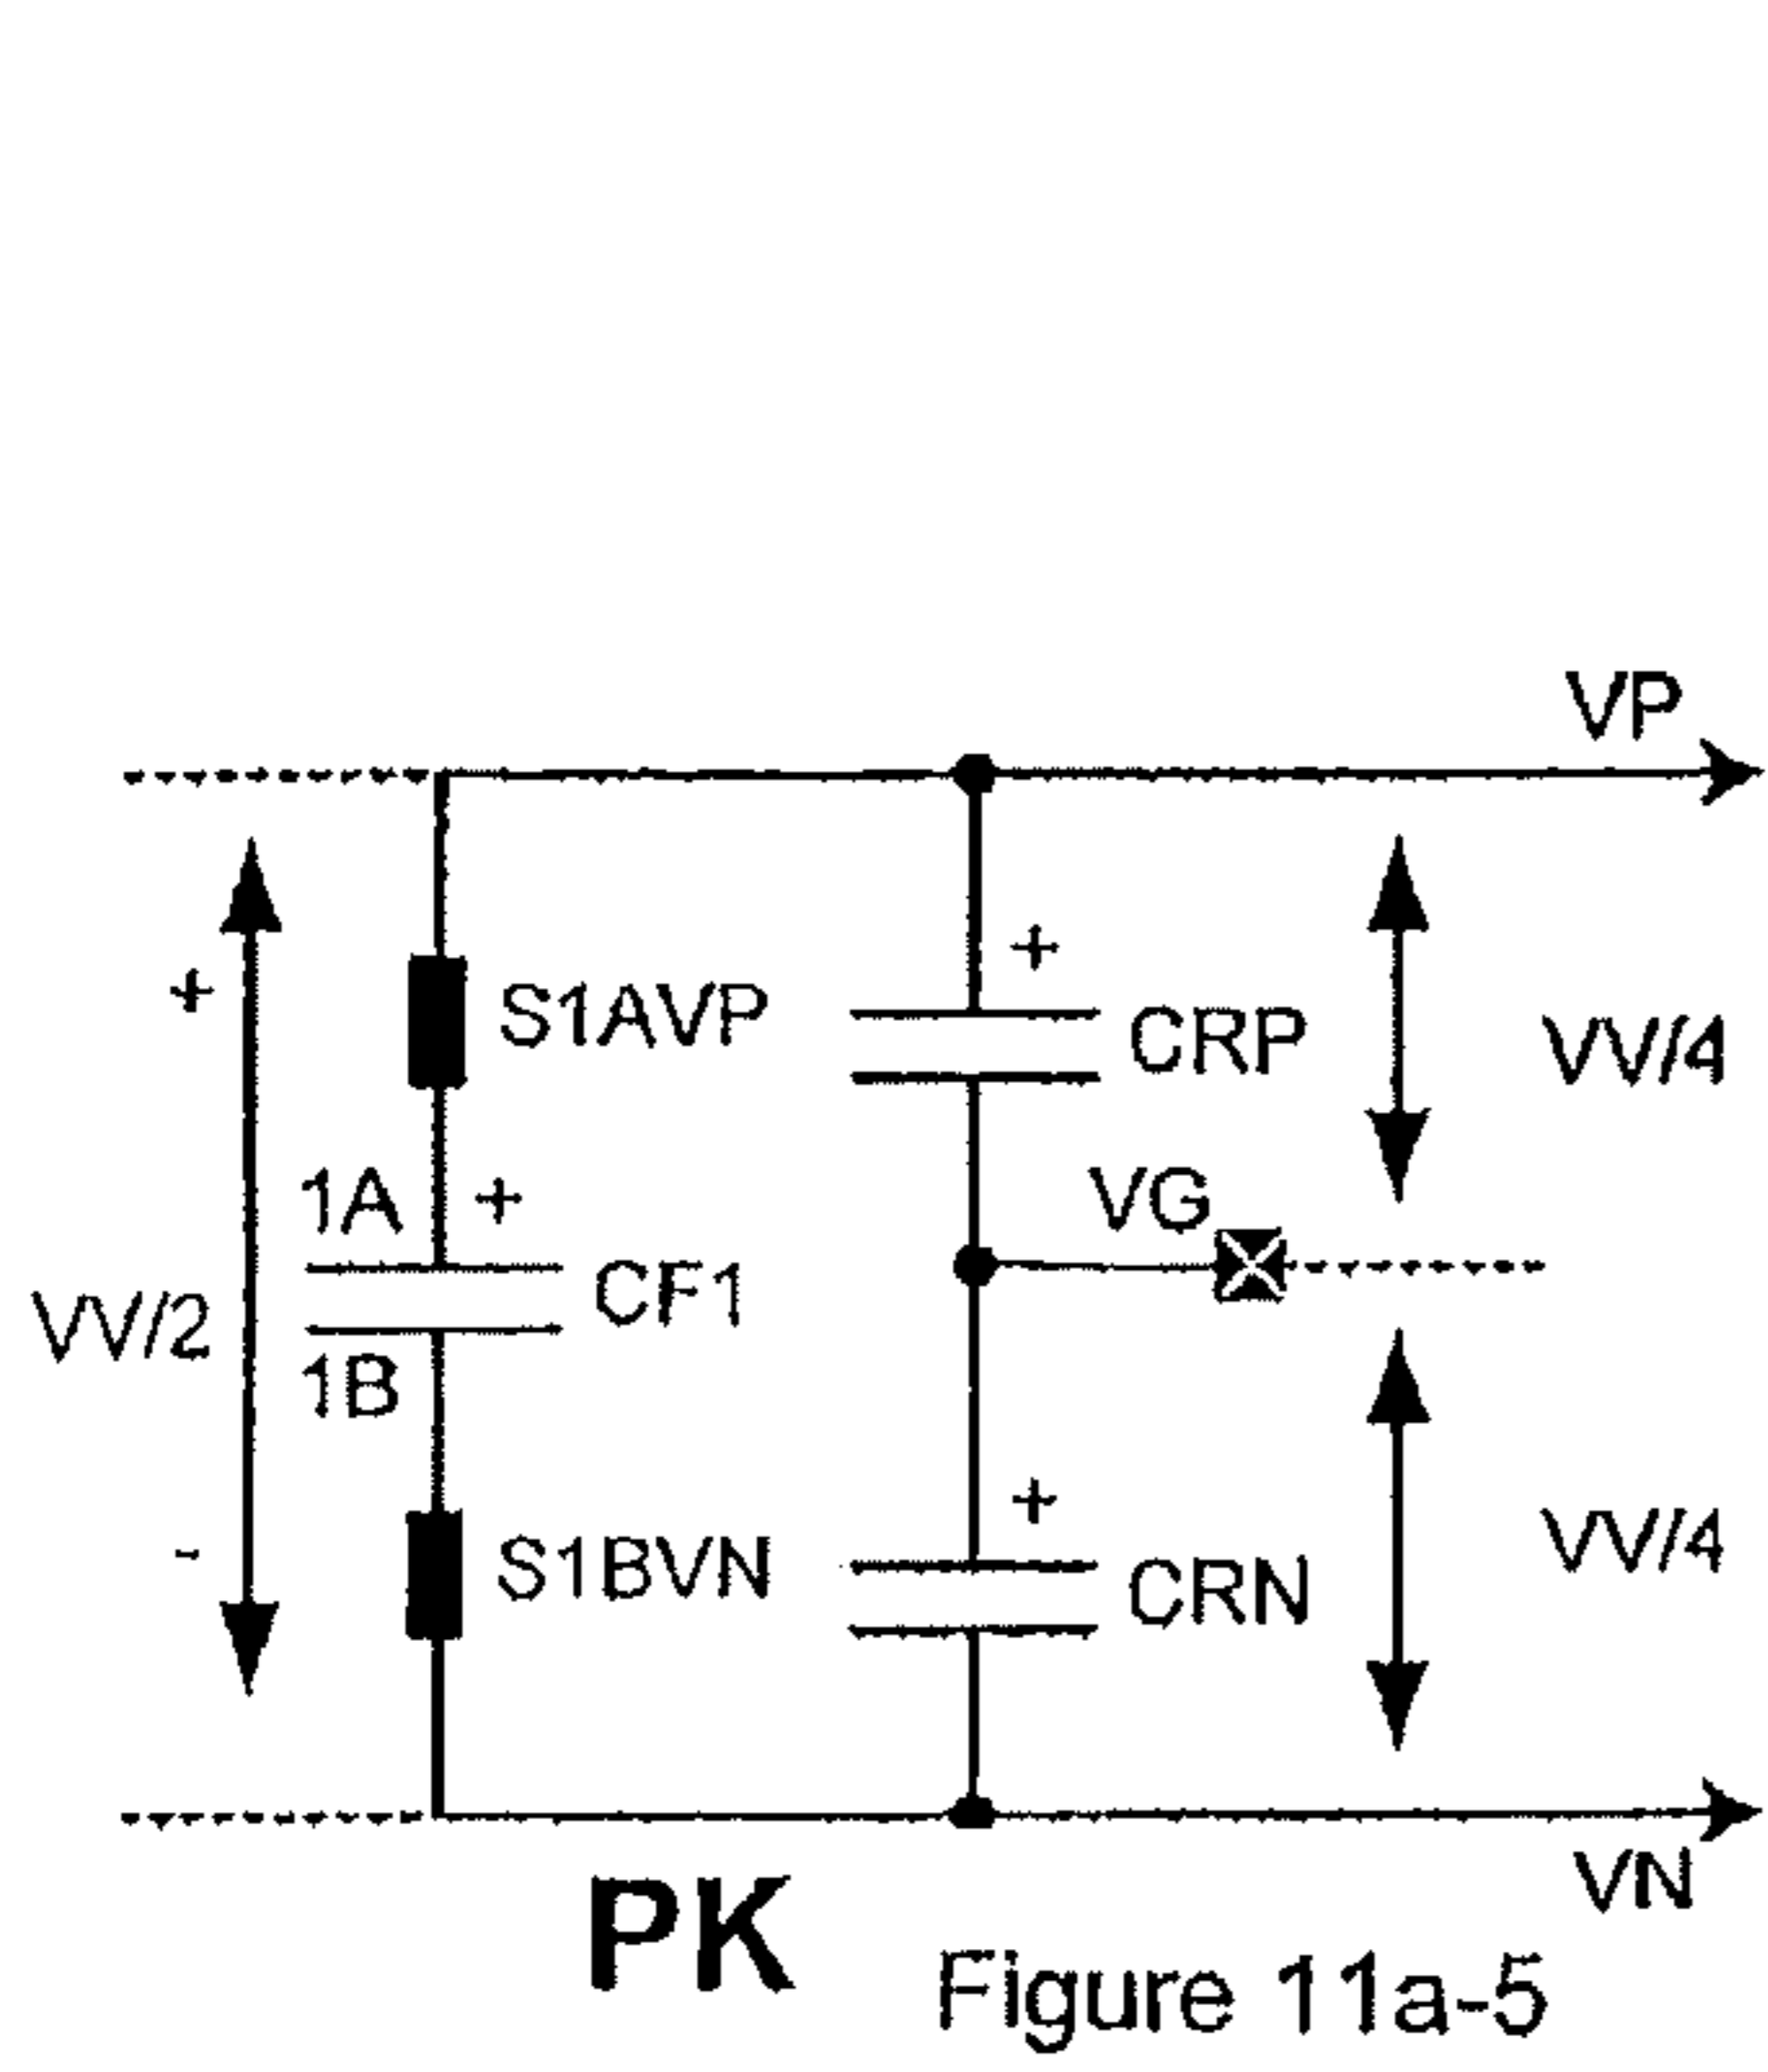 VP
+
+
S1AVP
CRP
VV/4
1A
+
VG
CF1
VV/2
1B
+
-
S1BVN
CRN
VV/4
VN
PK
Figure 11a-5